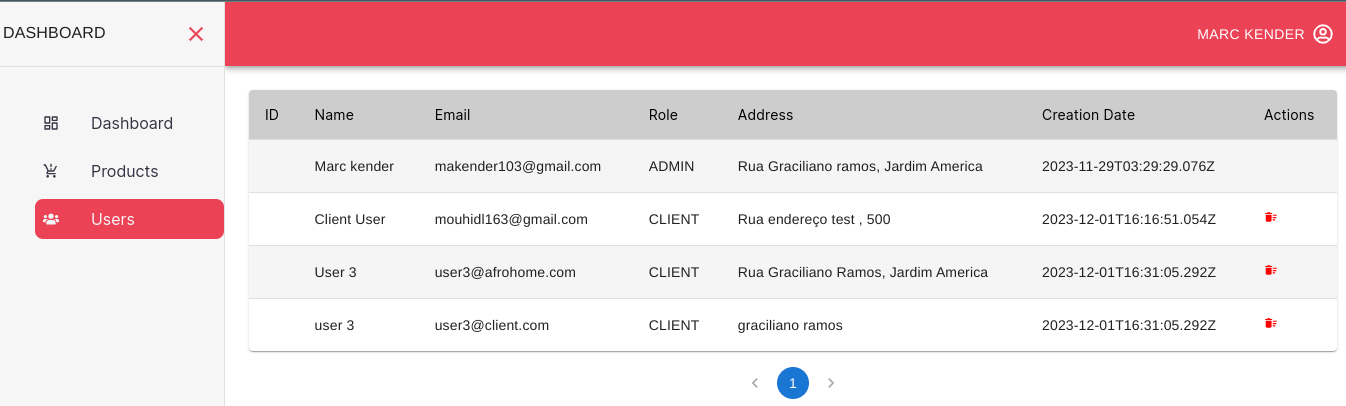 DASHBOARD
MARC KENDER
Dashboard
Products
Users
ID Name Email Role Address Creation Date Actions
Marc kender makender103@gmail.com ADMIN Rua Graciliano ramos, Jardim America 2023-11-29T03:29:29.076Z
Client User mouhidl163@gmail.com CLIENT Rua endereço test , 500 2023-12-01T16:16:51.054Z
User 3 user3@afrohome.com CLIENT Rua Graciliano Ramos, Jardim America 2023-12-01T16:31:05.292Z
user 3 user3@client.com CLIENT graciliano ramos 2023-12-01T16:31:05.292Z
1